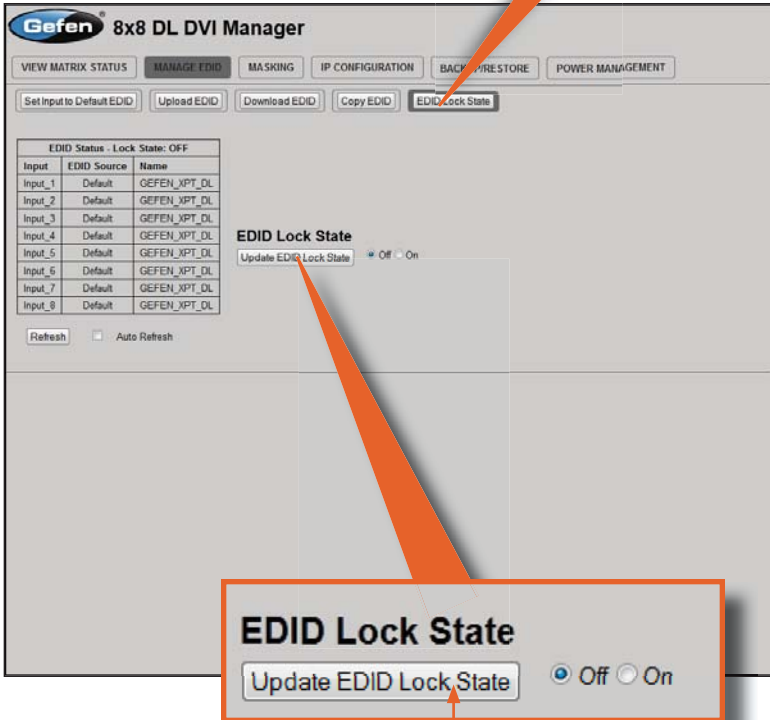 Gefen® 8x8 DL DVI Manager
VIEW MATRIX STATUS MANAGE EDID MASKING IP CONFIGURATION BACKUP/RESTORE POWER MANAGEMENT
Set Input to Default EDID Upload EDID Download EDID Copy EDID EDID Lock State
EDID Status - Lock State: OFF
Input EDID Source Name
Input_1 Default GEFEN_XPT_DL
Input_2 Default GEFEN_XPT_DL
Input_3 Default GEFEN_XPT_DL
Input_4 Default GEFEN_XPT_DL
Input_5 Default GEFEN_XPT_DL
Input_6 Default GEFEN_XPT_DL
Input_7 Default GEFEN_XPT_DL
Input_8 Default GEFEN_XPT_DL
EDID Lock State
Update EDID Lock State Off On
Refresh Auto Refresh
EDID Lock State
Update EDID Lock State Off On